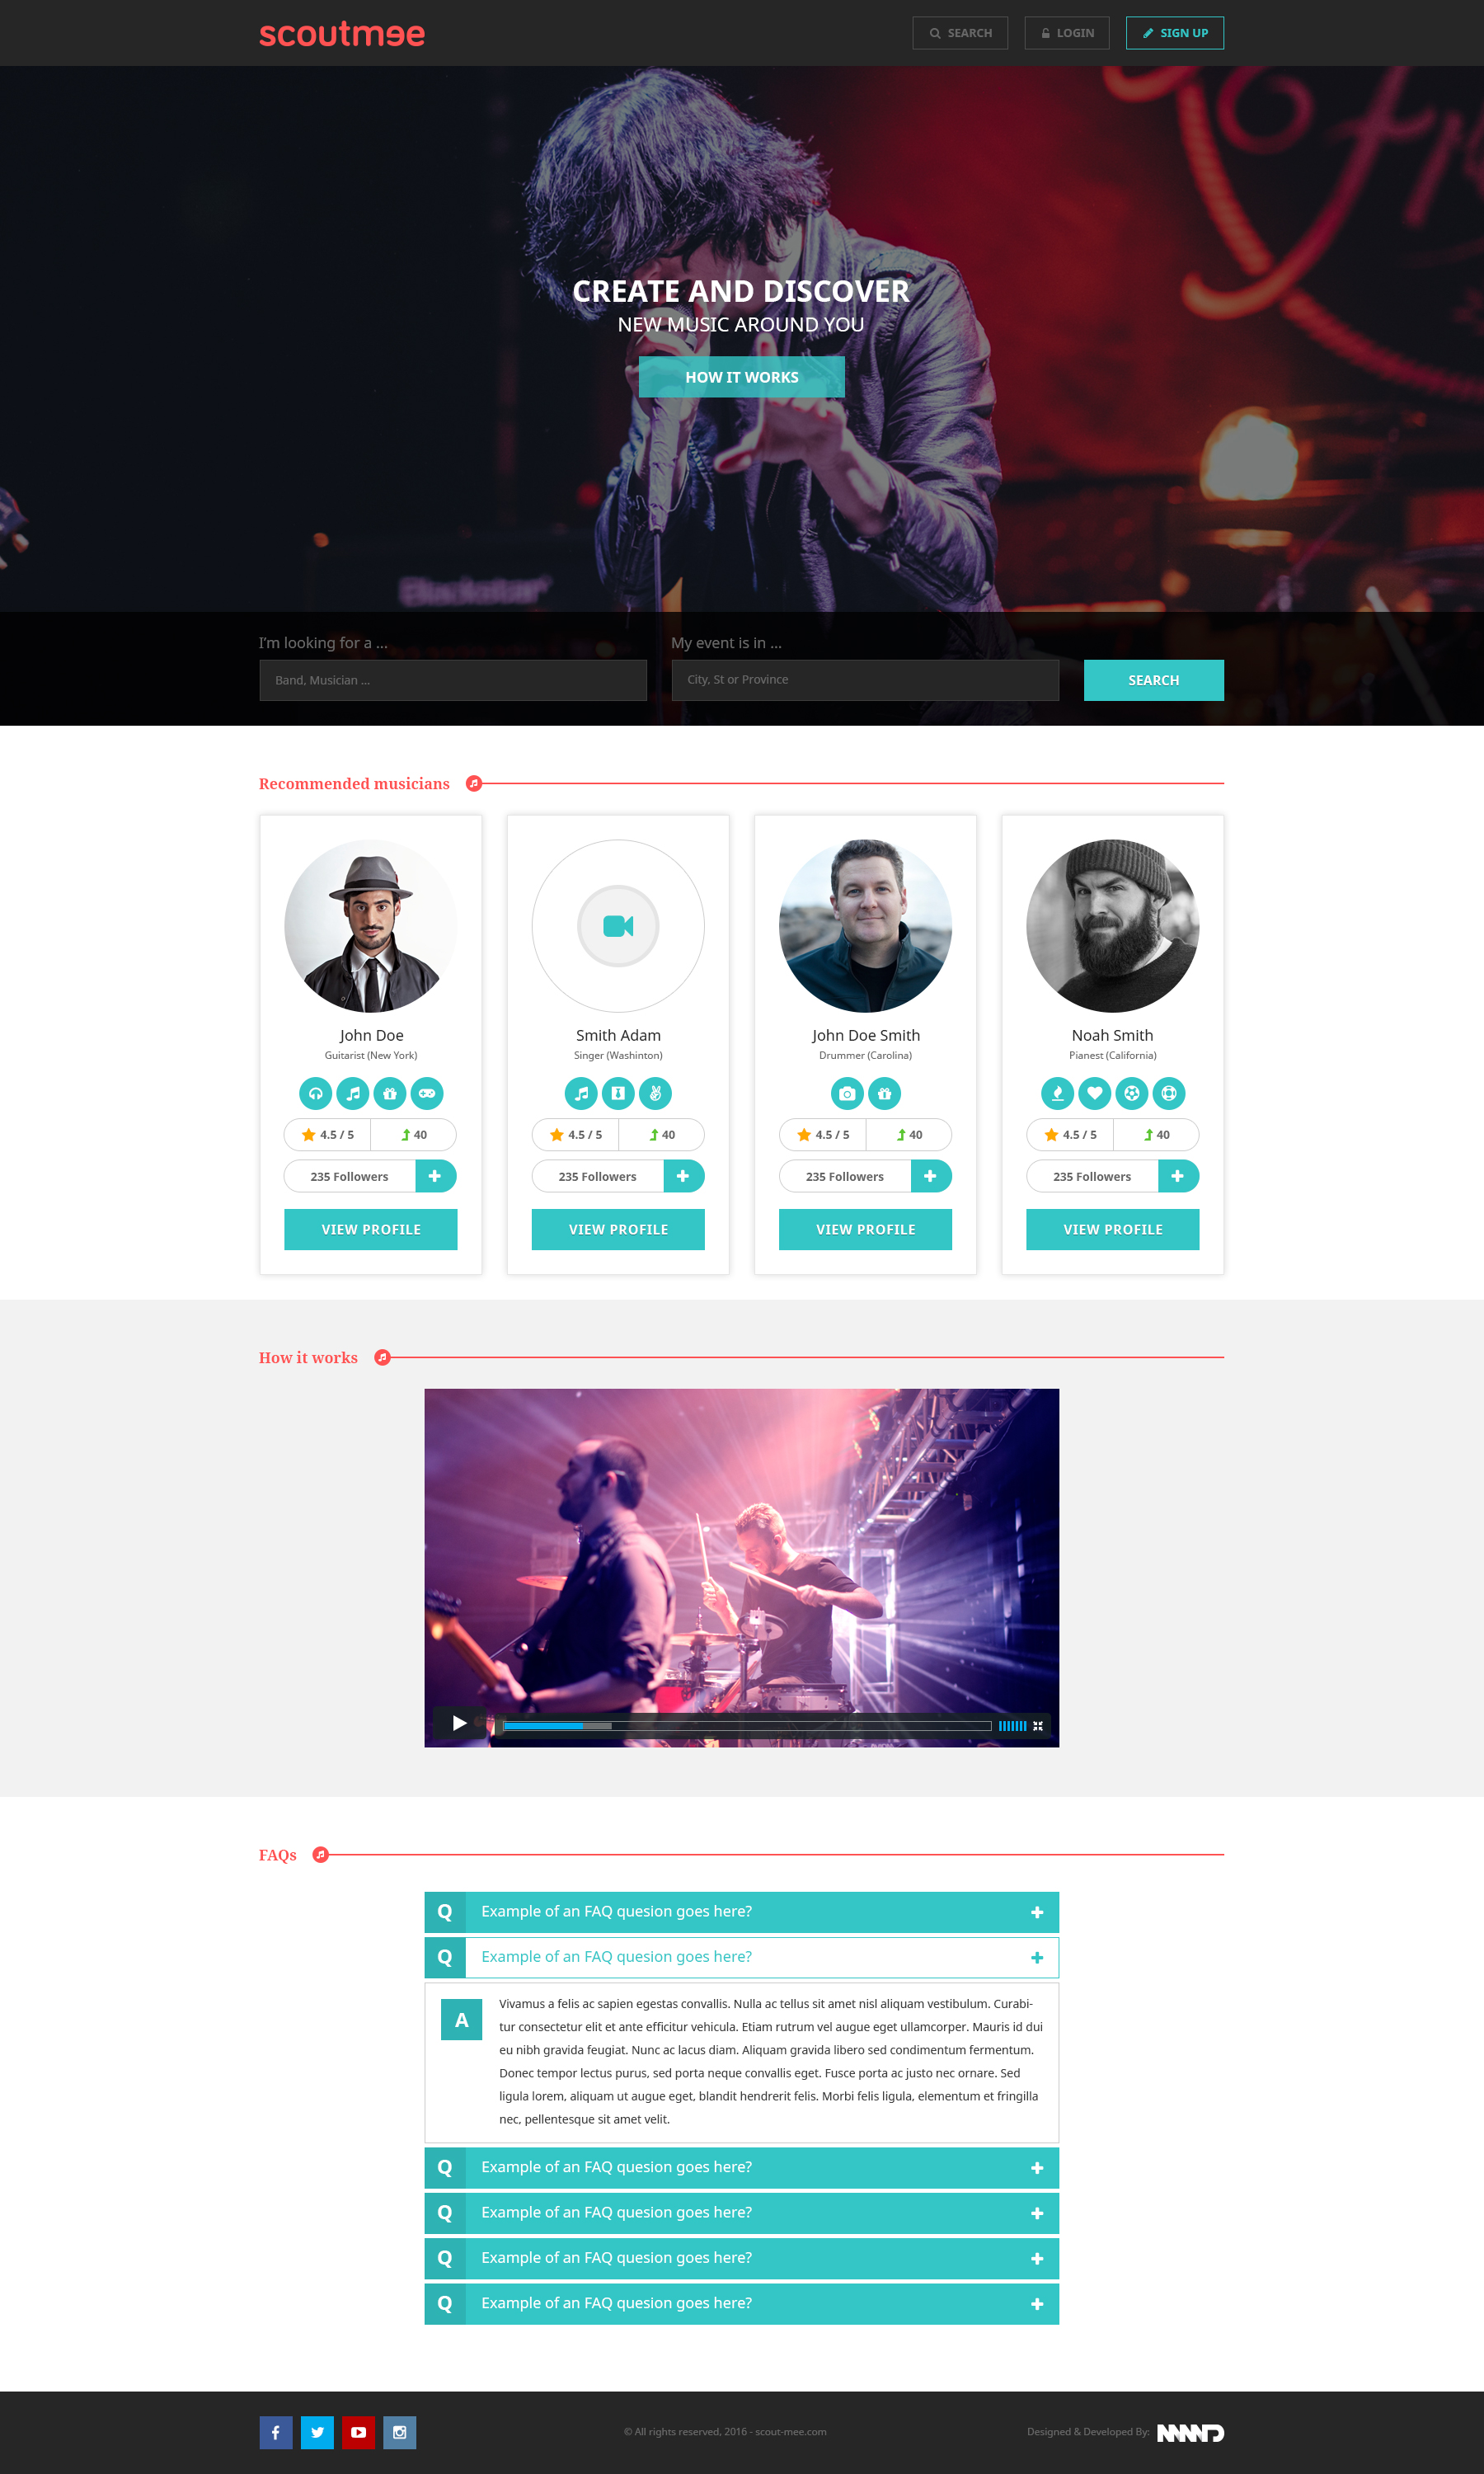 scoutmee
SEARCH
LOGIN
SIGN UP
CREATE AND DISCOVER
NEW MUSIC AROUND YOU
HOW IT WORKS
Blackstar
I'm looking for a ...
My event is in ...
Band, Musician ...
City, St or Province
SEARCH
Recommended musicians
John Doe
Guitarist (New York)
4.5 / 5
40
235 Followers
VIEW PROFILE
Smith Adam
Singer (Washinton)
4.5 / 5
40
235 Followers
VIEW PROFILE
John Doe Smith
Drummer (Carolina)
4.5 / 5
40
235 Followers
VIEW PROFILE
Noah Smith
Pianest (California)
4.5 / 5
40
235 Followers
VIEW PROFILE
How it works
FAQs
Q Example of an FAQ quesion goes here?
Q Example of an FAQ quesion goes here?
A
Vivamus a felis ac sapien egestas convallis. Nulla ac tellus sit amet nisl aliquam vestibulum. Curabi-
tur consectetur elit et ante efficitur vehicula. Etiam rutrum vel augue eget ullamcorper. Mauris id dui
eu nibh gravida feugiat. Nunc ac lacus diam. Aliquam gravida libero sed condimentum fermentum.
Donec tempor lectus purus, sed porta neque convallis eget. Fusce porta ac justo nec ornare. Sed
ligula lorem, aliquam ut augue eget, blandit hendrerit felis. Morbi felis ligula, elementum et fringilla
nec, pellentesque sit amet velit.
Q Example of an FAQ quesion goes here?
Q Example of an FAQ quesion goes here?
Q Example of an FAQ quesion goes here?
Q Example of an FAQ quesion goes here?
© All rights reserved, 2016 - scout-mee.com
Designed & Developed By: